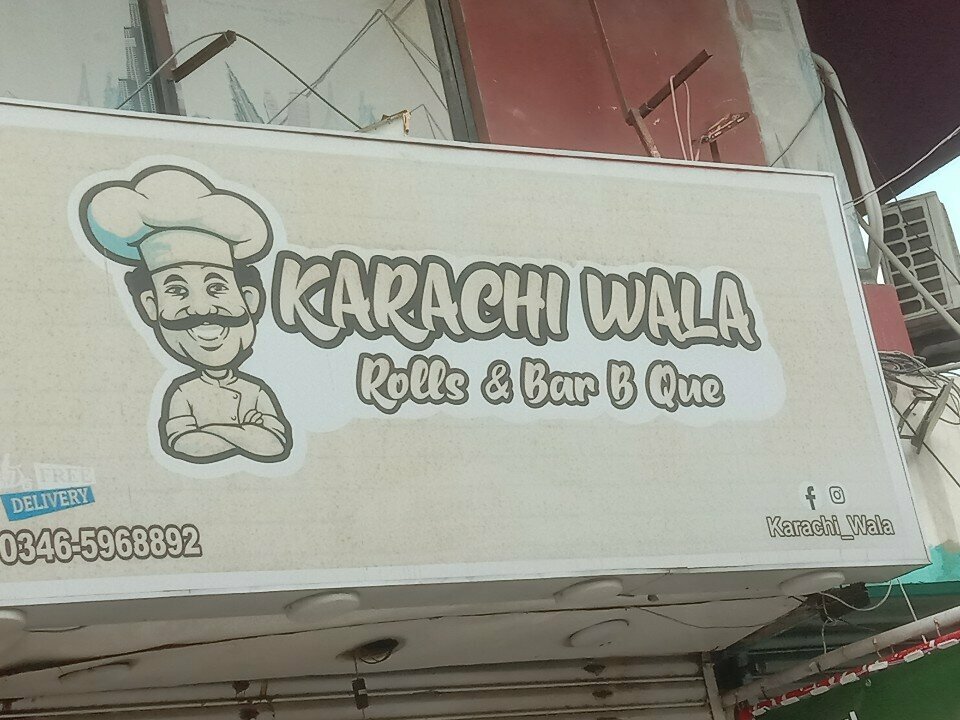 KARACHI WALA
Rolls & Bar B Que
FREE
DELIVERY
0346-5968892
Karachi_Wala